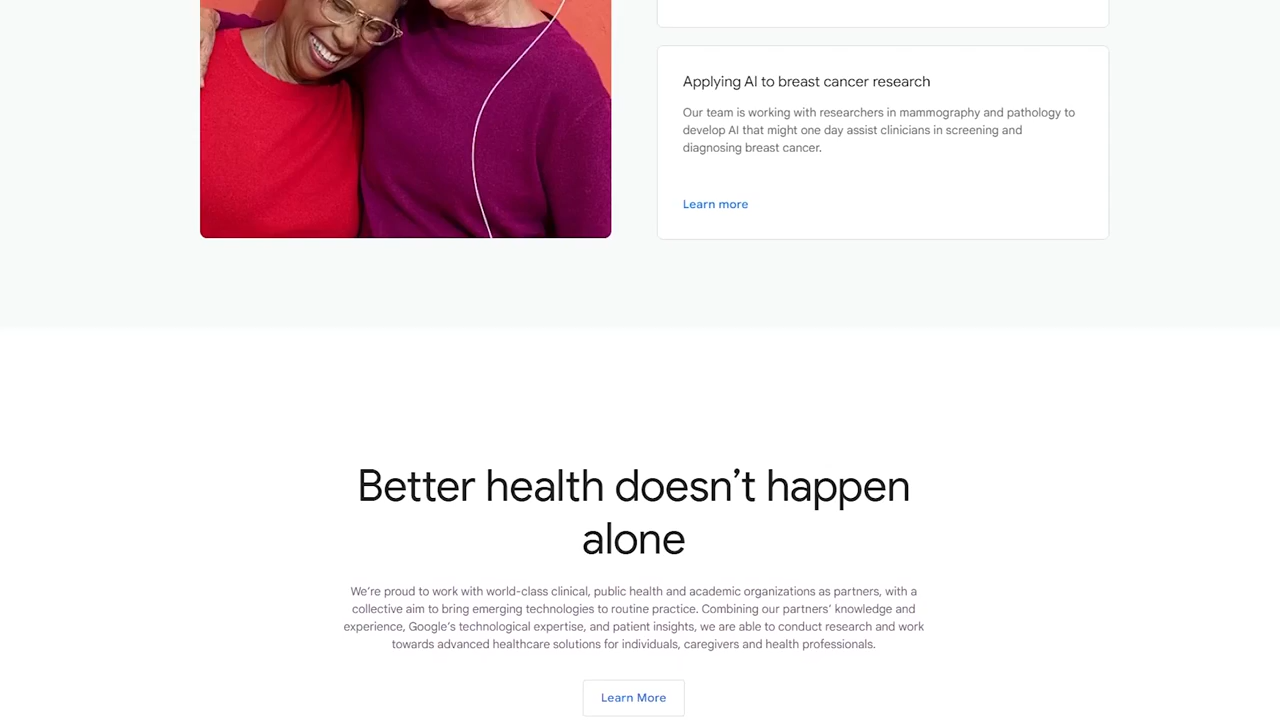 Applying AI to breast cancer research
Our team is working with researchers in mammography and pathology to
develop AI that might one day assist clinicians in screening and
diagnosing breast cancer.
Learn more
Better health doesn’t happen
alone
We’re proud to work with world-class clinical, public health and academic organizations as partners, with a
collective aim to bring emerging technologies to routine practice. Combining our partners’ knowledge and
experience, Google’s technological expertise, and patient insights, we are able to conduct research and work
towards advanced healthcare solutions for individuals, caregivers and health professionals.
Learn More